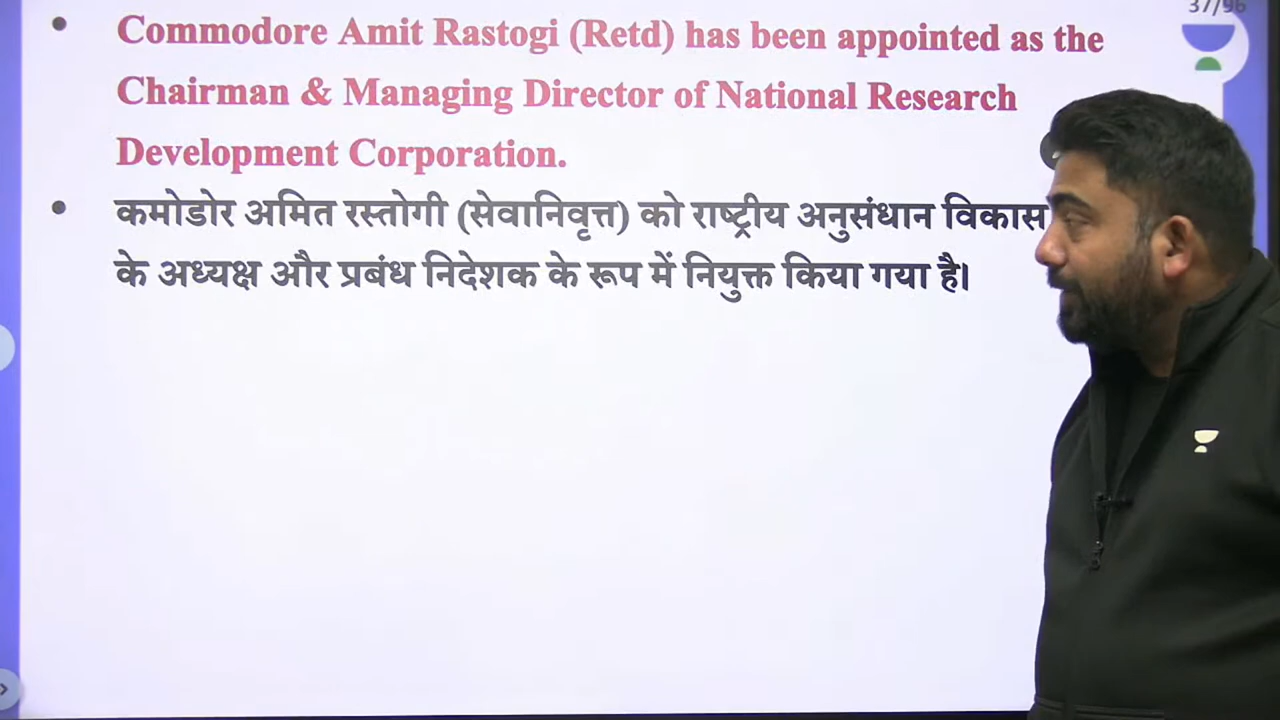 37/96
Commodore Amit Rastogi (Retd) has been appointed as the
Chairman & Managing Director of National Research
Development Corporation.
कमोडोर अमित रस्तोगी (सेवानिवृत्त) को राष्ट्रीय अनुसंधान विकास
के अध्यक्ष और प्रबंध निदेशक के रूप में नियुक्त किया गया है।